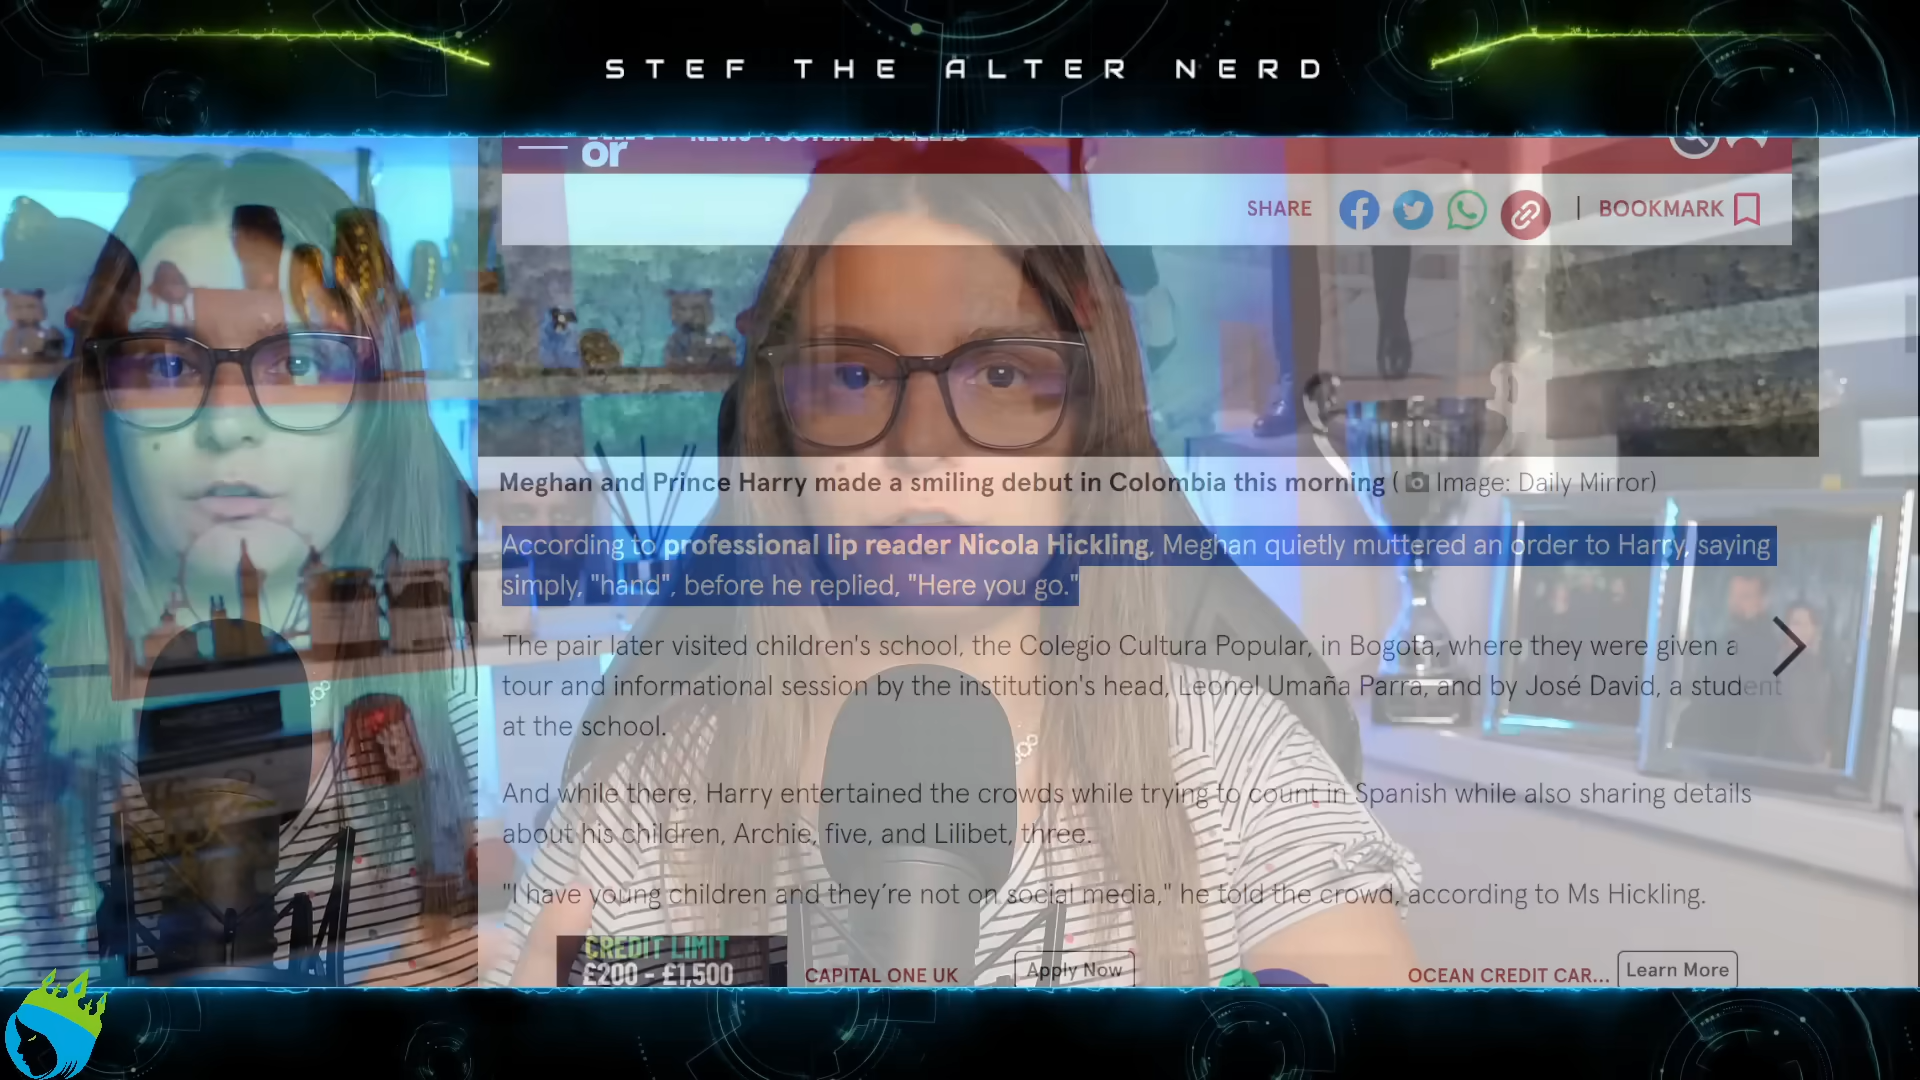 STEF THE ALTER NERD
or
NEWS FOOTBALL CELEBS
SHARE
| BOOKMARK
Meghan and Prince Harry made a smiling debut in Colombia this morning ( Image: Daily Mirror)
According to professional lip reader Nicola Hickling, Meghan quietly muttered an order to Harry, saying
simply, "hand", before he replied, "Here you go."
The pair later visited children's school, the Colegio Cultura Popular, in Bogota, where they were given a
tour and informational session by the institution's head, Leonel Umaña Parra, and by José David, a student
at the school.
And while there, Harry entertained the crowds while trying to count in Spanish while also sharing details
about his children, Archie, five, and Lilibet, three.
"I have young children and they're not on social media," he told the crowd, according to Ms Hickling.
CREDIT LIMIT
£200 - £1,500
CAPITAL ONE UK
Apply Now
OCEAN CREDIT CAR...
Learn More